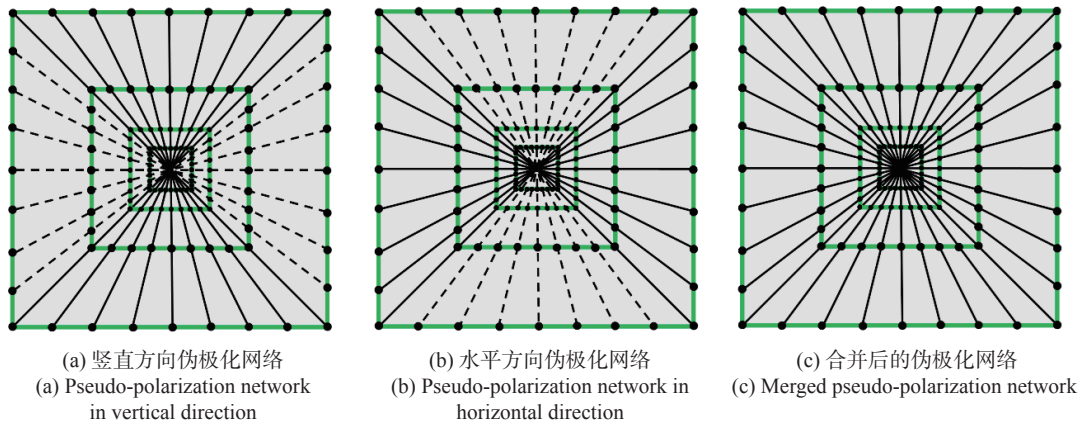 (a) 竖直方向伪极化网络
(a) Pseudo-polarization network
in vertical direction
(b) 水平方向伪极化网络
(b) Pseudo-polarization network in
horizontal direction
(c) 合并后的伪极化网络
(c) Merged pseudo-polarization network